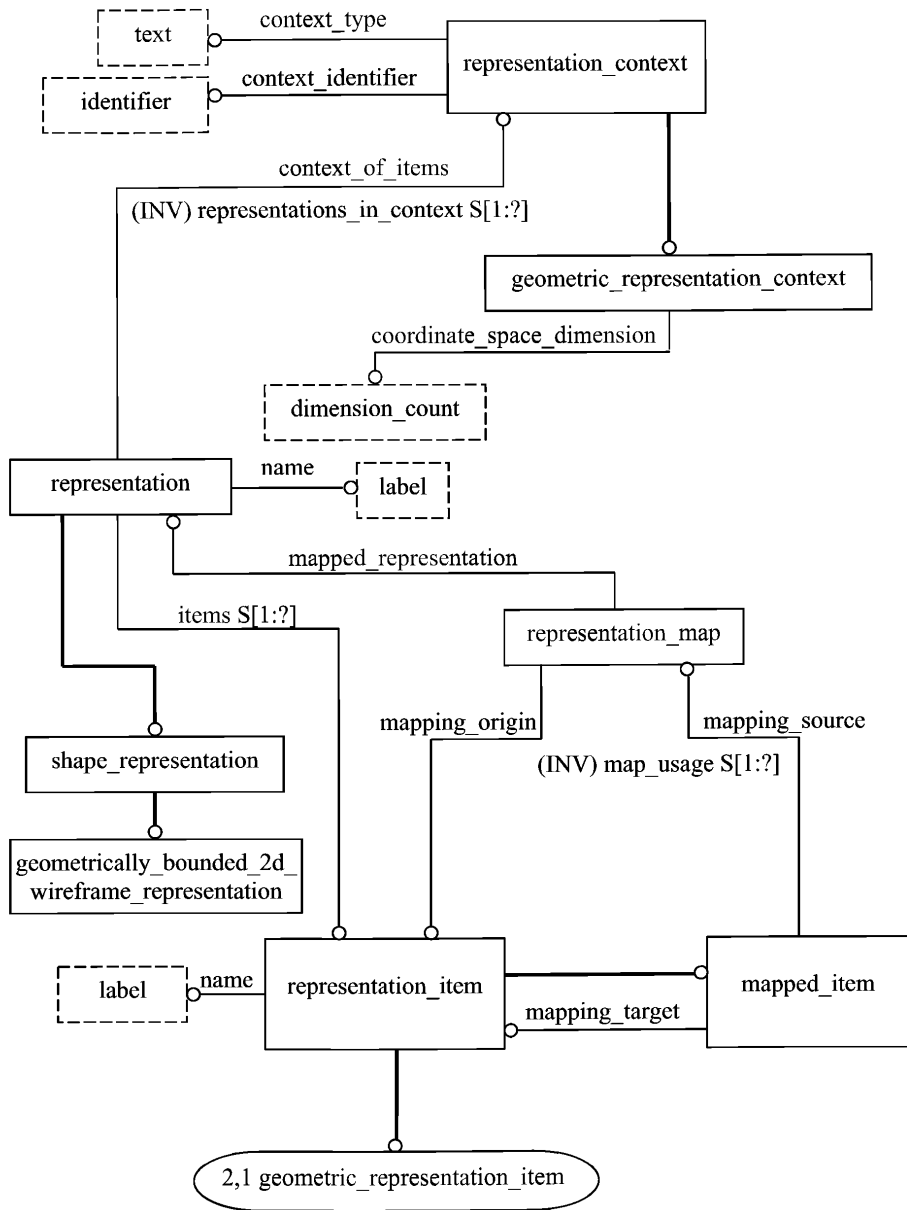 context_type
text
representation_context
context_identifier
identifier
context_of_items
(INV) representations_in_context S[1:?]
geometric_representation_context
coordinate_space_dimension
dimension_count
name
representation
label
mapped_representation
items S[1:?]
representation_map
mapping_origin
mapping_source
shape_representation
(INV) map_usage S[1:?]
geometrically_bounded_2d_
wireframe_representation
name
label
representation_item
mapped_item
mapping_target
2,1 geometric_representation_item